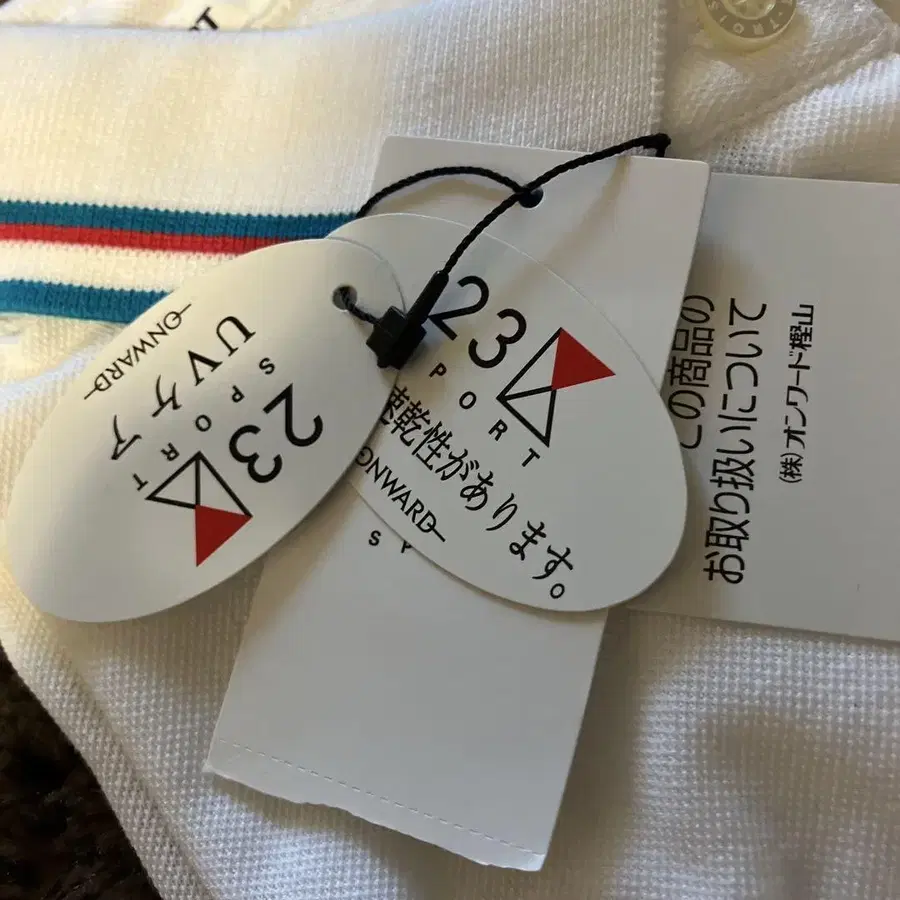 23
SPORT
UVケア
ONWARD
23
PORT
速乾性があります。
ONWARD
SP
この商品の
お取り扱いについて
(株)オンワード樫山